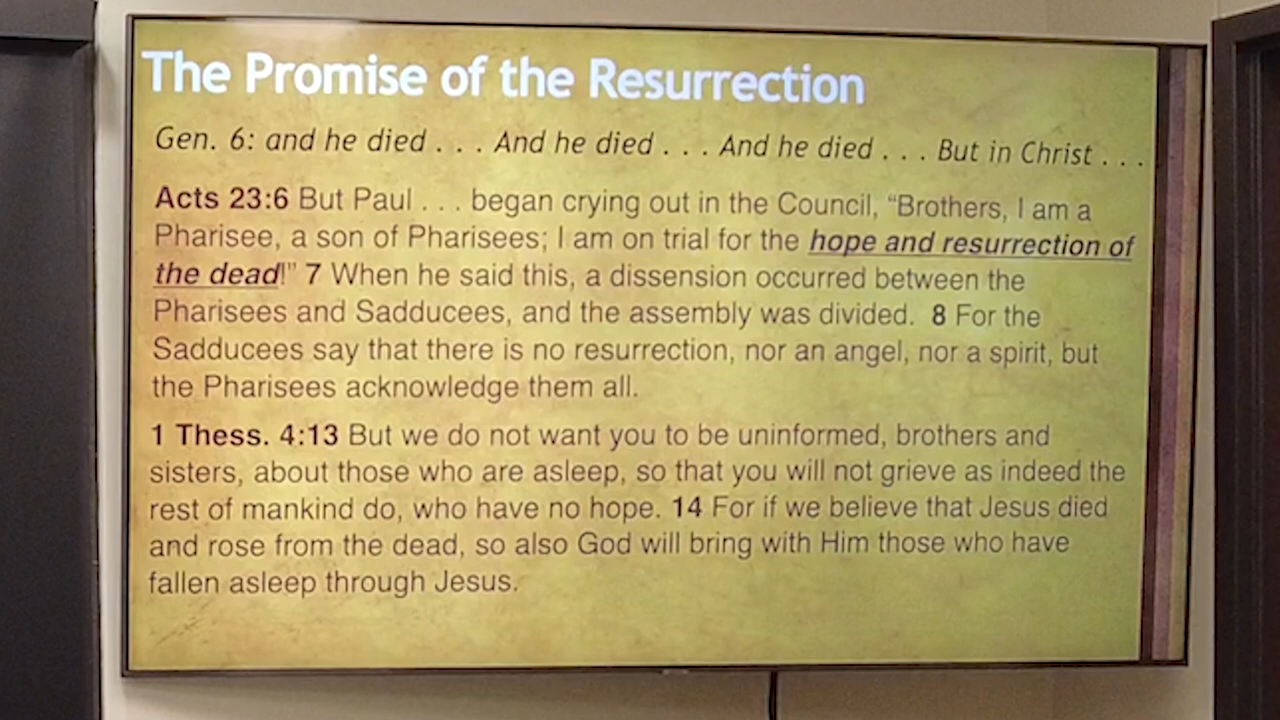 The Promise of the Resurrection
Gen. 6: and he died . . . And he died . . . And he died . . . But in Christ . . .
Acts 23:6 But Paul . . . began crying out in the Council, “Brothers, I am a
Pharisee, a son of Pharisees; I am on trial for the hope and resurrection of
the dead!” 7 When he said this, a dissension occurred between the
Pharisees and Sadducees, and the assembly was divided.  8 For the
Sadducees say that there is no resurrection, nor an angel, nor a spirit, but
the Pharisees acknowledge them all.
1 Thess. 4:13 But we do not want you to be uninformed, brothers and
sisters, about those who are asleep, so that you will not grieve as indeed the
rest of mankind do, who have no hope. 14 For if we believe that Jesus died
and rose from the dead, so also God will bring with Him those who have
fallen asleep through Jesus.